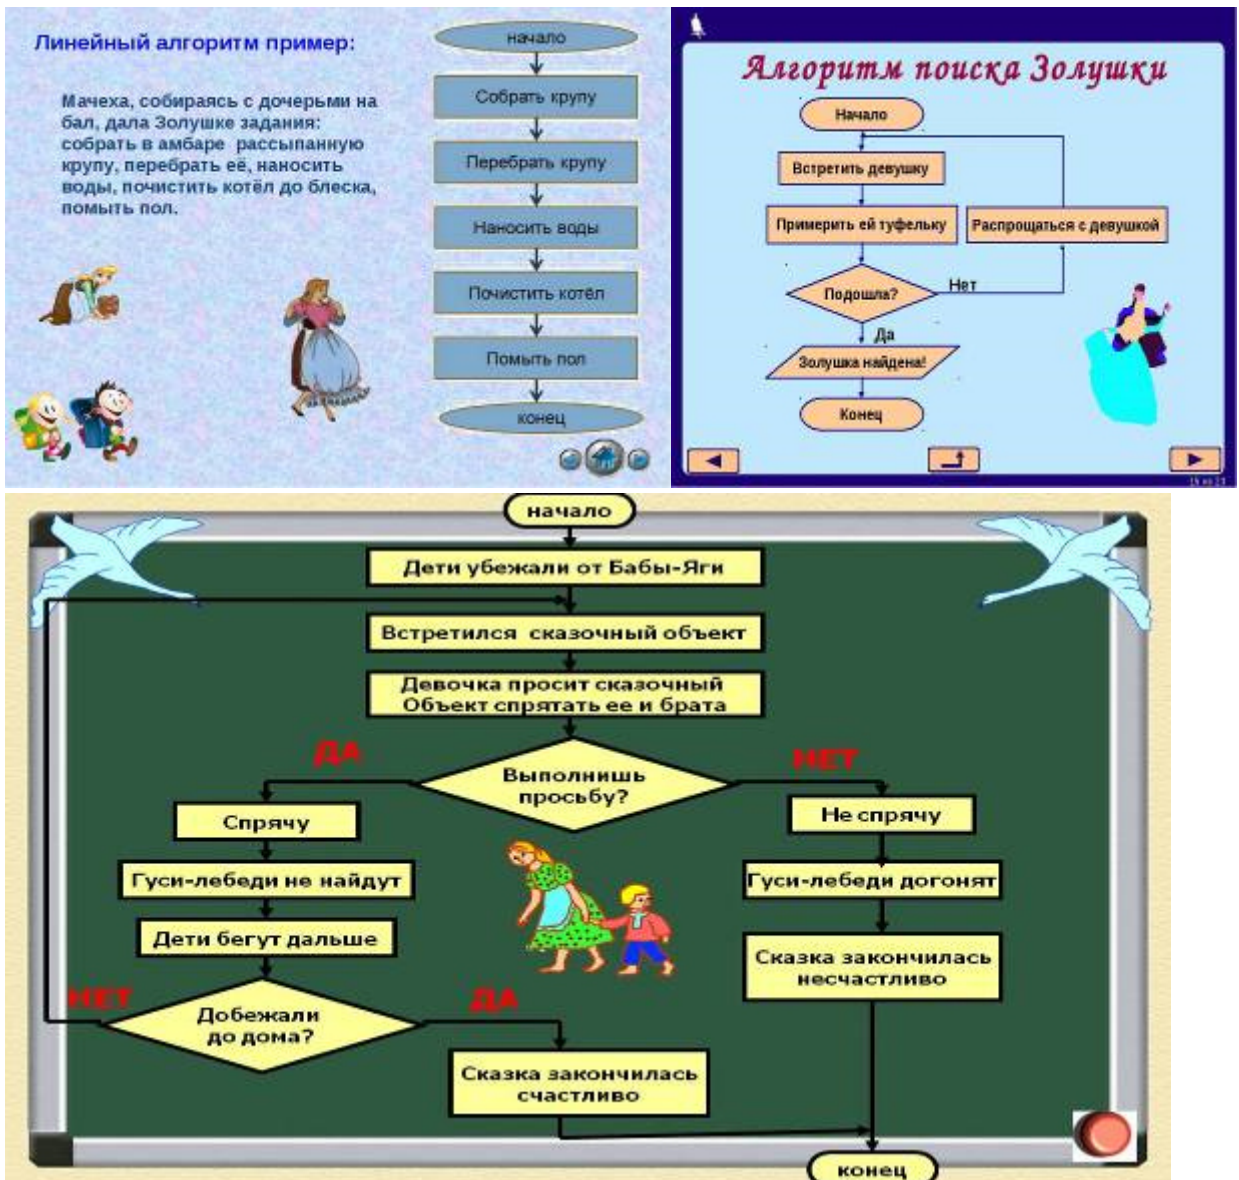 Линейный алгоритм пример:
Мачеха, собираясь с дочерьми на
бал, дала Золушке задания:
собрать в амбаре рассыпанную
крупу, перебрать её, наносить
воды, почистить котёл до блеска,
помыть пол.
начало
Собрать крупу
Перебрать крупу
Наносить воды
Почистить котёл
Помыть пол
конец
Алгоритм поиска Золушки
Начало
Встретить девушку
Примерить ей туфельку
Распрощаться с девушкой
Подошла?
Нет
Да
Золушка найдена!
Конец
начало
Дети убежали от Бабы-Яги
Встретился сказочный объект
Девочка просит сказочный
Объект спрятать ее и брата
ДА
НЕТ
Выполнишь
просьбу?
Спрячу
Не спрячу
Гуси-лебеди не найдут
Гуси-лебеди догонят
Дети бегут дальше
Сказка закончилась
несчастливо
НЕТ
ДА
Добежали
до дома?
Сказка закончилась
счастливо
конец